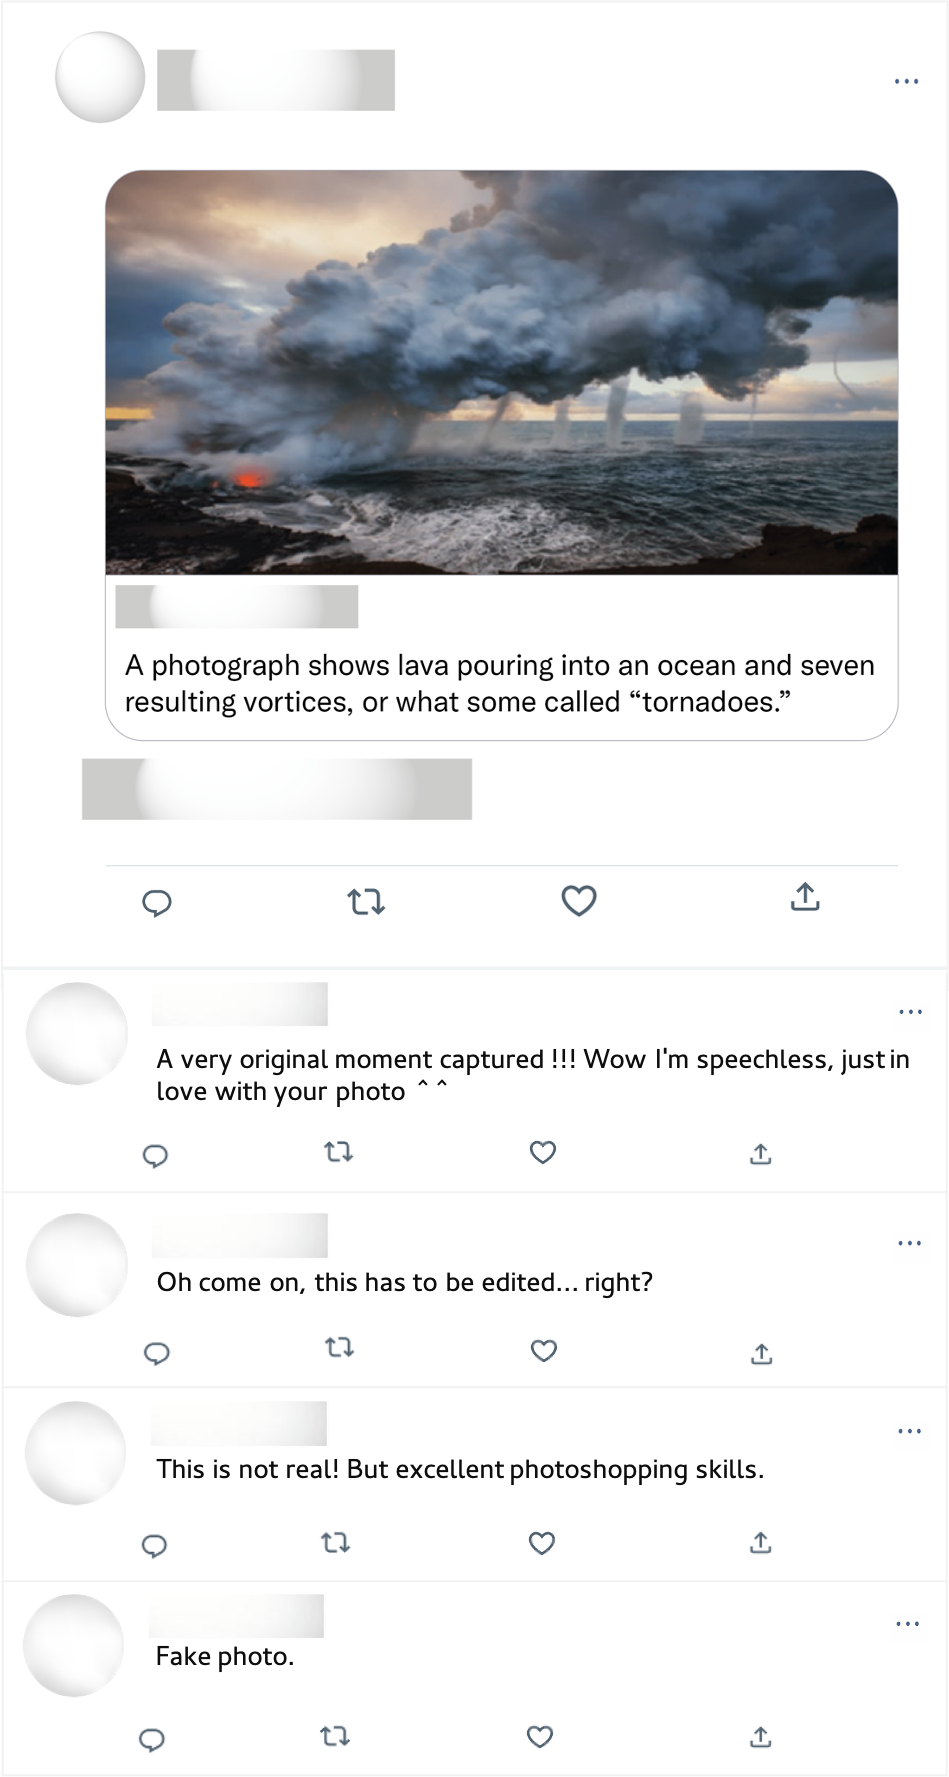 A photograph shows lava pouring into an ocean and seven
resulting vortices, or what some called “tornadoes.”
A very original moment captured !!! Wow I'm speechless, just in
love with your photo ^ ^
Oh come on, this has to be edited... right?
This is not real! But excellent photoshopping skills.
Fake photo.